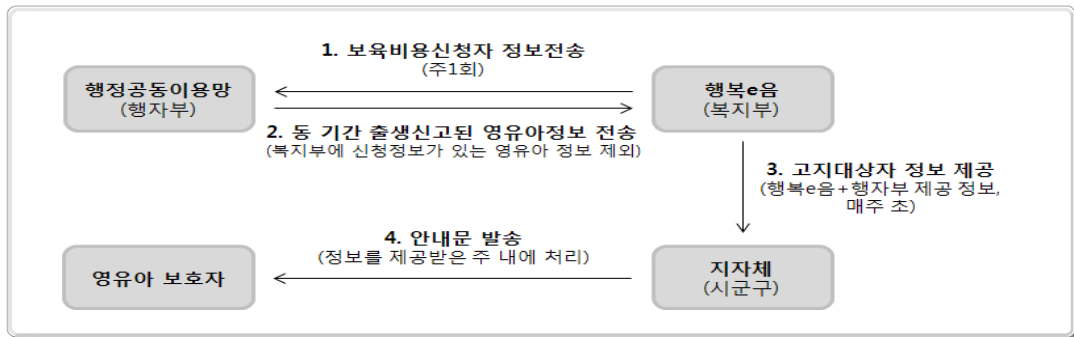 1. 보육비용신청자 정보전송
(주1회)
행정공동이용망
(행자부)
행복e음
(복지부)
2. 동 기간 출생신고된 영유아정보 전송
(복지부에 신청정보가 있는 영유아 정보 제외)
3. 고지대상자 정보 제공
(행복e음+행자부 제공 정보,
매주 초)
4. 안내문 발송
(정보를 제공받은 주 내에 처리)
영유아 보호자
지자체
(시군구)